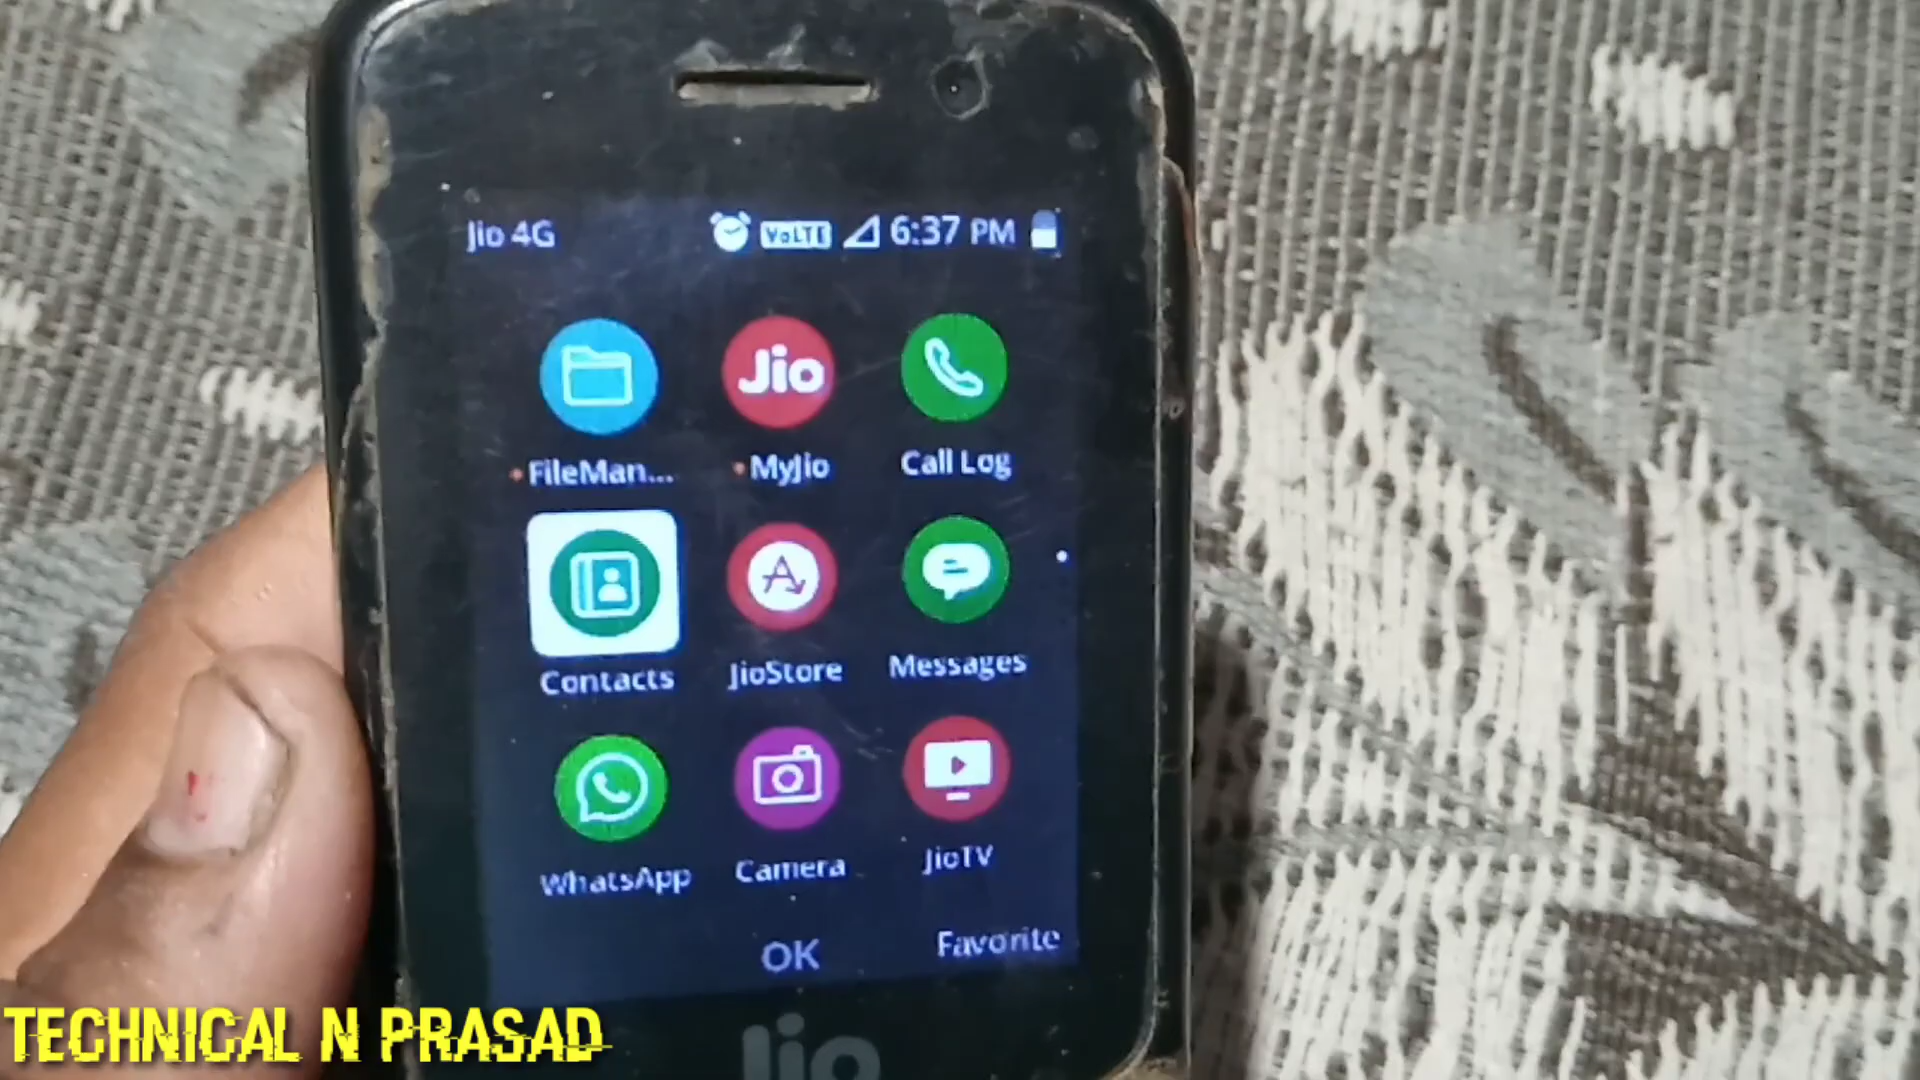 Jio 4G VoLTE 6:37 PM
Jio
FileMan... MyJio Call Log
Contacts JioStore Messages
WhatsApp Camera JioTV
OK Favorite
Jio
TECHNICAL N PRASAD